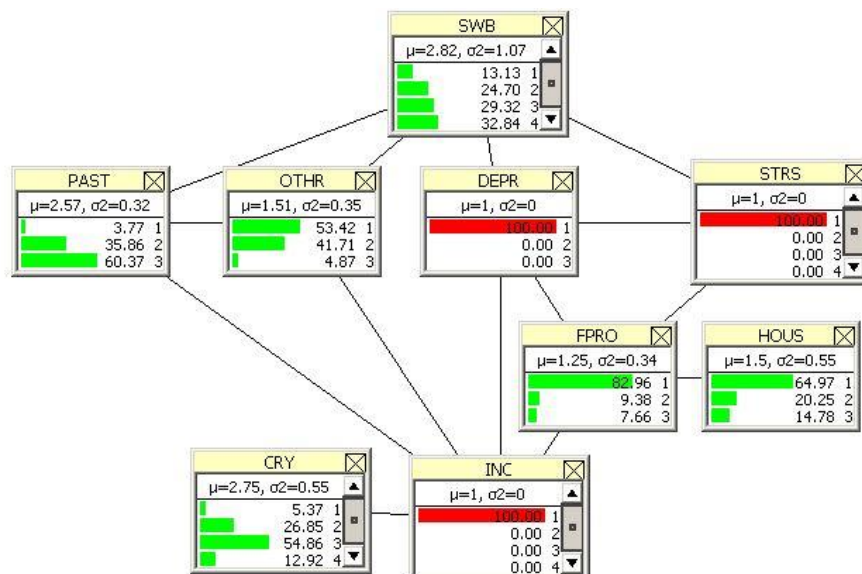 SWB
μ=2.82, σ2=1.07
13.13 1
24.70 2
29.32 3
32.84 4
PAST
μ=2.57, σ2=0.32
3.77 1
35.86 2
60.37 3
OTHR
μ=1.51, σ2=0.35
53.42 1
41.71 2
4.87 3
DEPR
μ=1, σ2=0
100.00 1
0.00 2
0.00 3
STRS
μ=1, σ2=0
100.00 1
0.00 2
0.00 3
0.00 4
FPRO
μ=1.25, σ2=0.34
82.96 1
9.38 2
7.66 3
HOUS
μ=1.5, σ2=0.55
64.97 1
20.25 2
14.78 3
CRY
μ=2.75, σ2=0.55
5.37 1
26.85 2
54.86 3
12.92 4
INC
μ=1, σ2=0
100.00 1
0.00 2
0.00 3
0.00 4